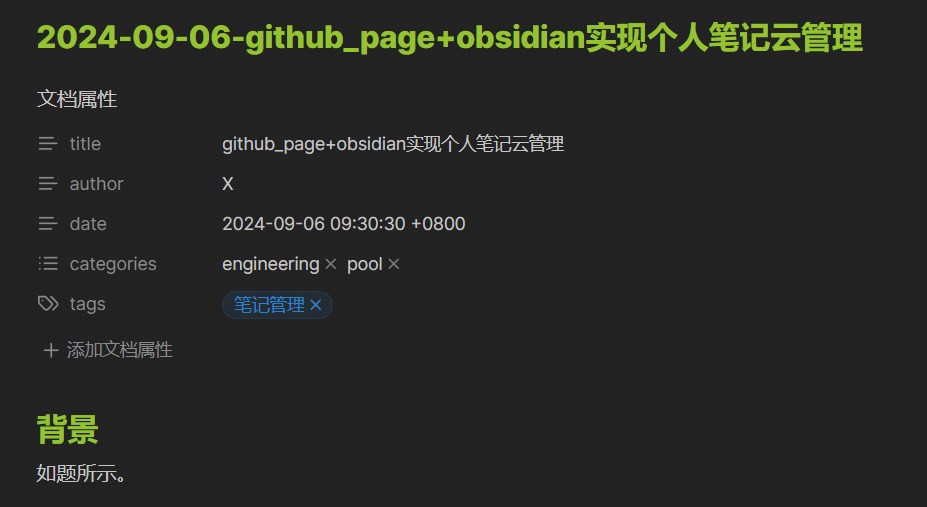 2024-09-06-github_page+obsidian实现个人笔记云管理
文档属性
title github_page+obsidian实现个人笔记云管理
author X
date 2024-09-06 09:30:30 +0800
categories engineering × pool ×
tags 笔记管理 ×
+ 添加文档属性
背景
如题所示。